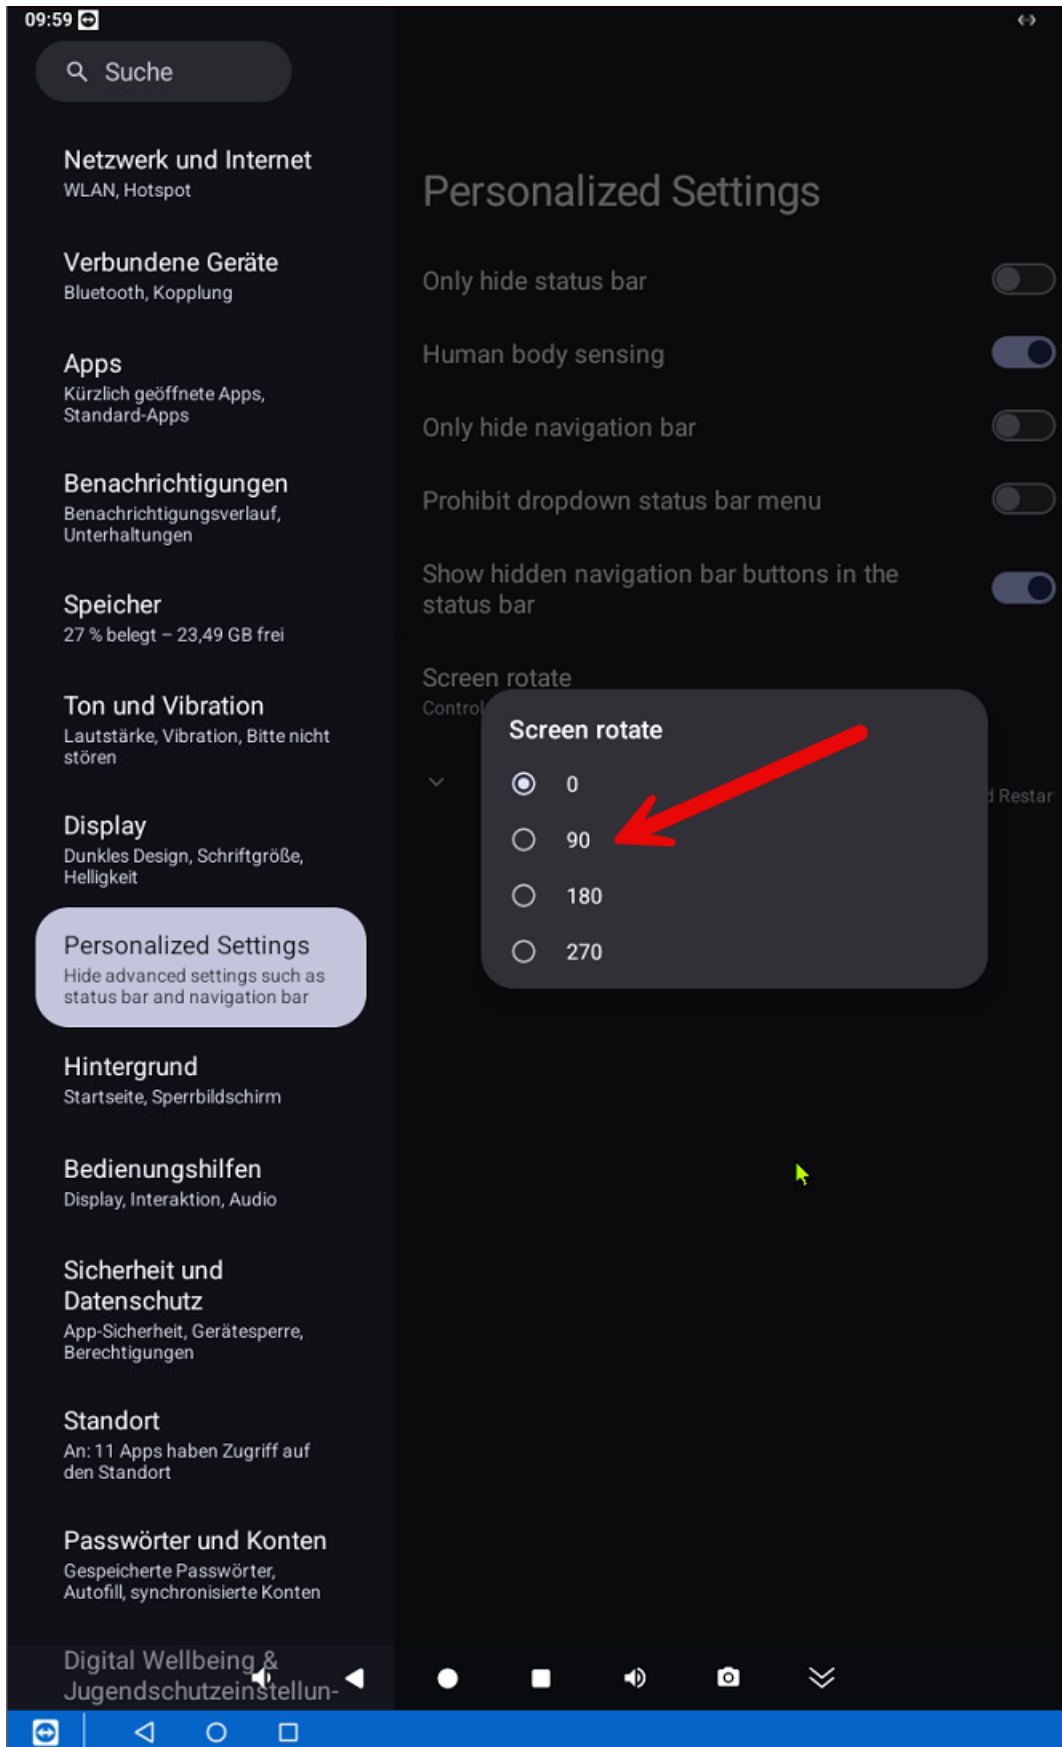 09:59
Suche
Netzwerk und Internet
WLAN, Hotspot
Verbundene Geräte
Bluetooth, Kopplung
Apps
Kürzlich geöffnete Apps,
Standard-Apps
Benachrichtigungen
Benachrichtigungsverlauf,
Unterhaltungen
Speicher
27 % belegt – 23,49 GB frei
Ton und Vibration
Lautstärke, Vibration, Bitte nicht
stören
Display
Dunkles Design, Schriftgröße,
Helligkeit
Personalized Settings
Hide advanced settings such as
status bar and navigation bar
Hintergrund
Startseite, Sperrbildschirm
Bedienungshilfen
Display, Interaktion, Audio
Sicherheit und
Datenschutz
App-Sicherheit, Gerätesperre,
Berechtigungen
Standort
An: 11 Apps haben Zugriff auf
den Standort
Passwörter und Konten
Gespeicherte Passwörter,
Autofill, synchronisierte Konten
Digital Wellbeing &
Jugendschutzeinstellun-
Personalized Settings
Only hide status bar
Human body sensing
Only hide navigation bar
Prohibit dropdown status bar menu
Show hidden navigation bar buttons in the
status bar
Screen rotate
Control
d Restar
Screen rotate
0
90
180
270